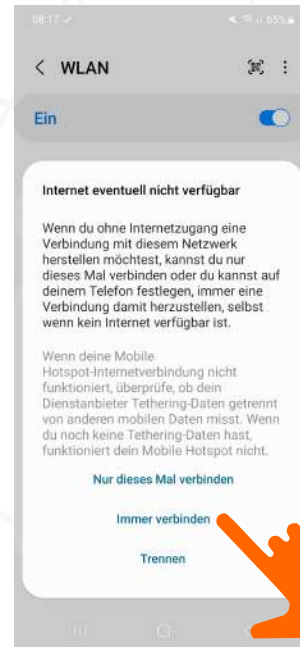 08:17
65%
WLAN
Ein
Internet eventuell nicht verfügbar
Wenn du ohne Internetzugang eine
Verbindung mit diesem Netzwerk
herstellen möchtest, kannst du nur
dieses Mal verbinden oder du kannst auf
deinem Telefon festlegen, immer eine
Verbindung damit herzustellen, selbst
wenn kein Internet verfügbar ist.
Wenn deine Mobile
Hotspot-Internetverbindung nicht
funktioniert, überprüfe, ob dein
Dienstanbieter Tethering-Daten getrennt
von anderen mobilen Daten misst. Wenn
du noch keine Tethering-Daten hast,
funktioniert dein Mobile Hotspot nicht.
Nur dieses Mal verbinden
Immer verbinden
Trennen